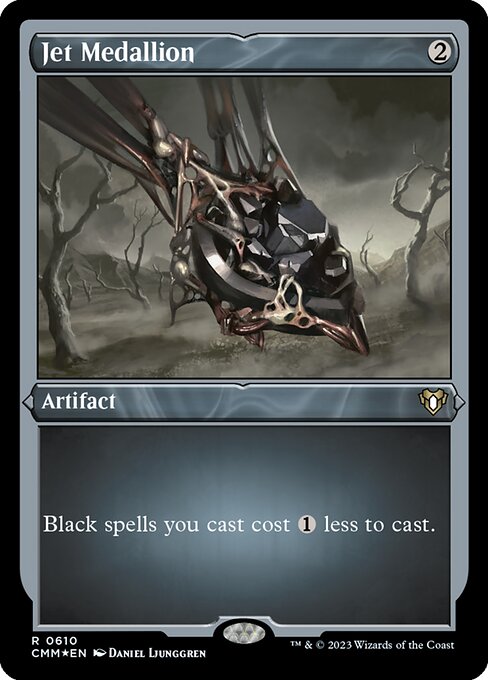 Jet Medallion 2
Artifact
Black spells you cast cost 1 less to cast.
R 0610
CMM★EN Daniel Ljunggren
™ & © 2023 Wizards of the Coast